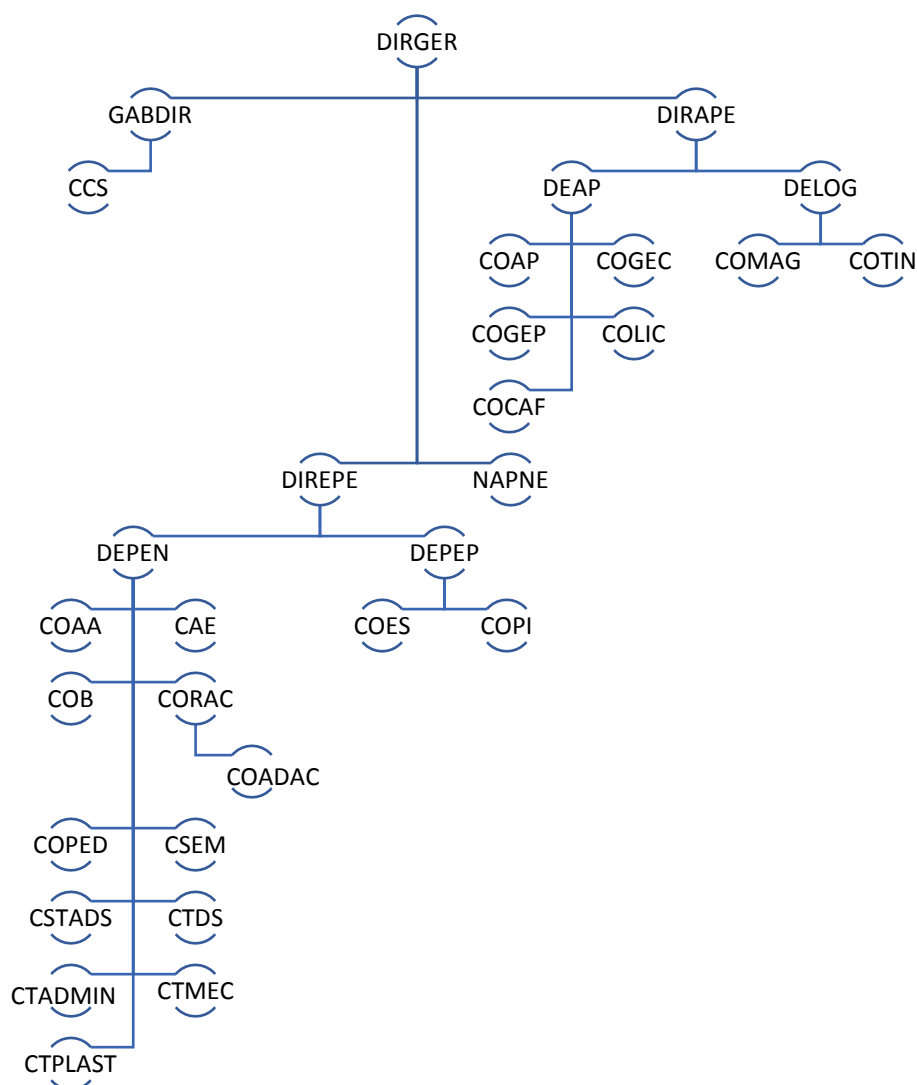 DIRGER
GABDIR
DIRAPE
CCS
DEAP
DELOG
COAP
COGEC
COMAG
COTIN
COGEP
COLIC
COCAF
DIREPE
NAPNE
DEPEN
DEPEP
COAA
CAE
COES
COPI
COB
CORAC
COADAC
COPED
CSEM
CSTADS
CTDS
CTADMIN
CTMEC
CTPLAST